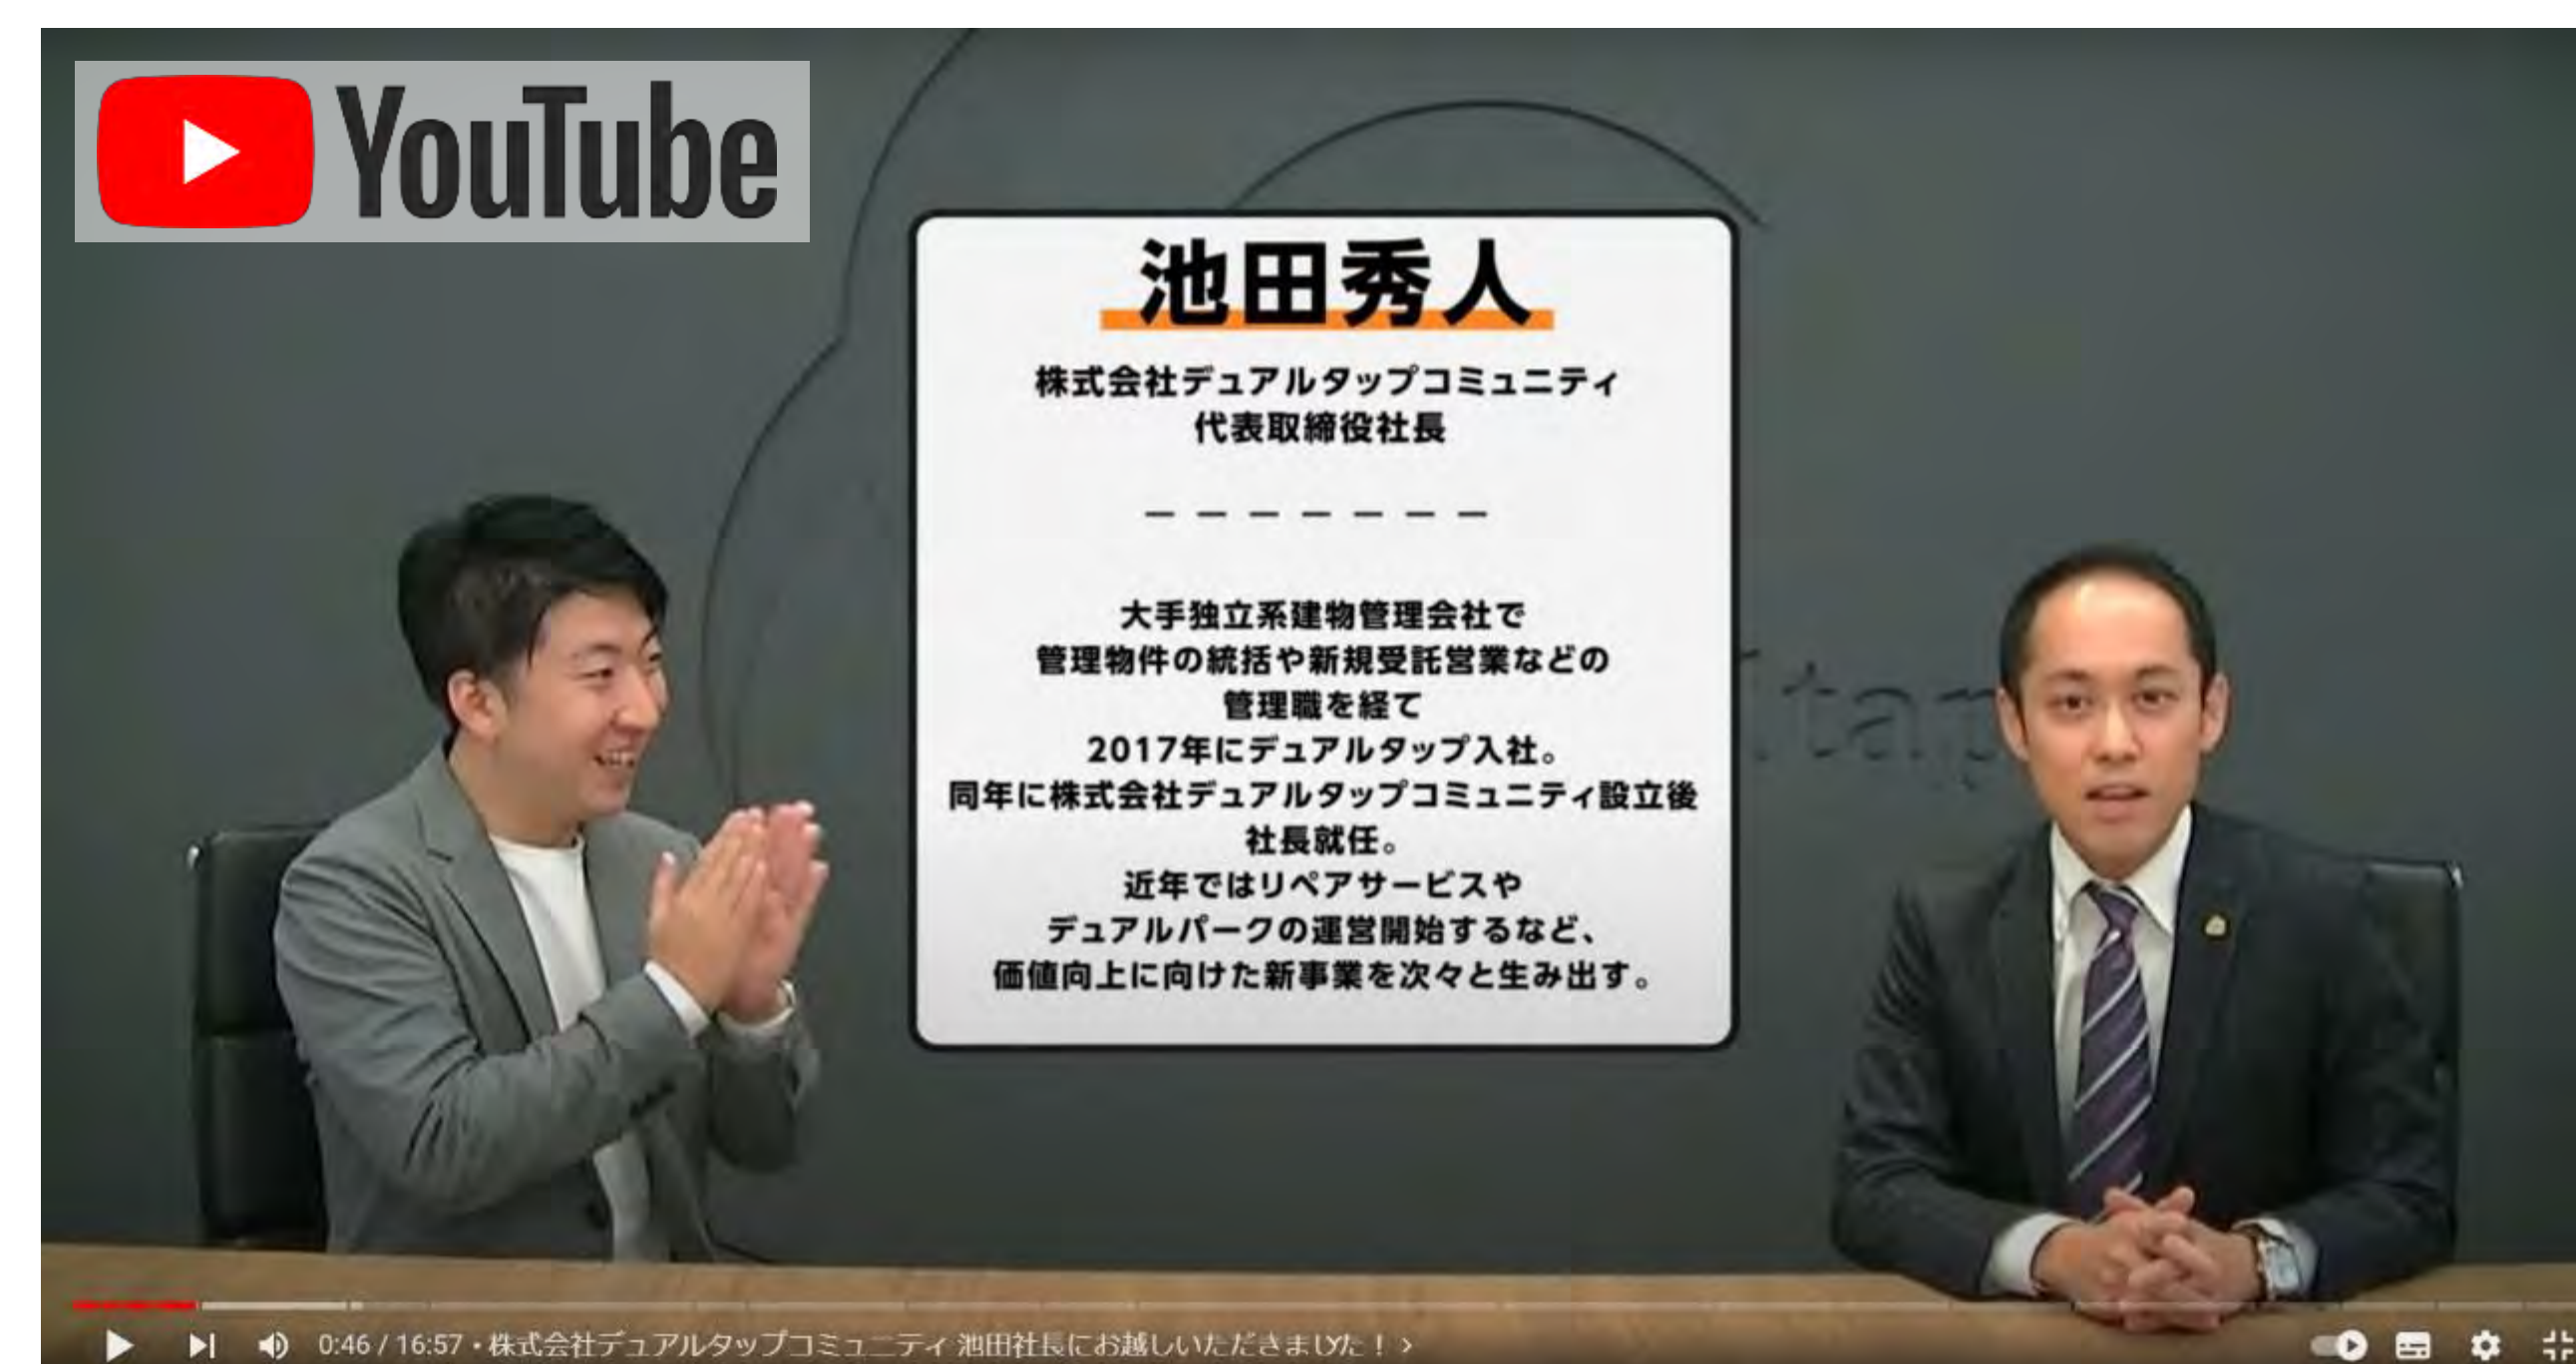 YouTube
池田秀人
株式会社デュアルタップコミュニティ
代表取締役社長
大手独立系建物管理会社で
管理物件の統括や新規受託営業などの
管理職を経て
2017年にデュアルタップ入社。
同年に株式会社デュアルタップコミュニティ設立後
社長就任。
近年ではリペアサービスや
デュアルパークの運営開始するなど、
価値向上に向けた新事業を次々と生み出す。
0:46 / 16:57・株式会社デュアルタップコミュニティ 池田社長にお越しいただきました！ ›